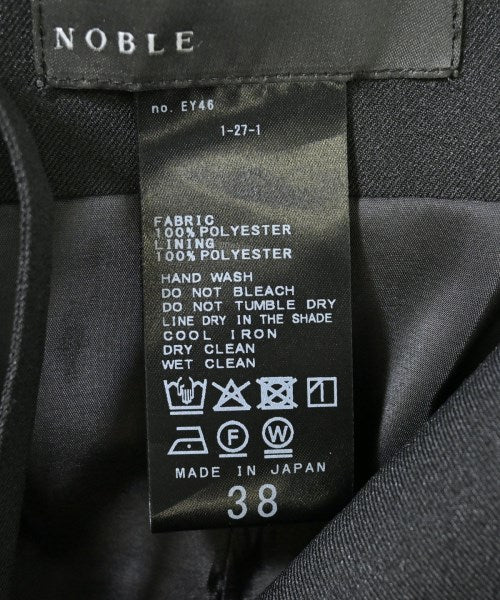 NOBLE
no. EY46
1-27-1
FABRIC
100% POLYESTER
LINING
100% POLYESTER
HAND WASH
DO NOT BLEACH
DO NOT TUMBLE DRY
LINE DRY IN THE SHADE
COOL IRON
DRY CLEAN
WET CLEAN
F W
MADE IN JAPAN
38